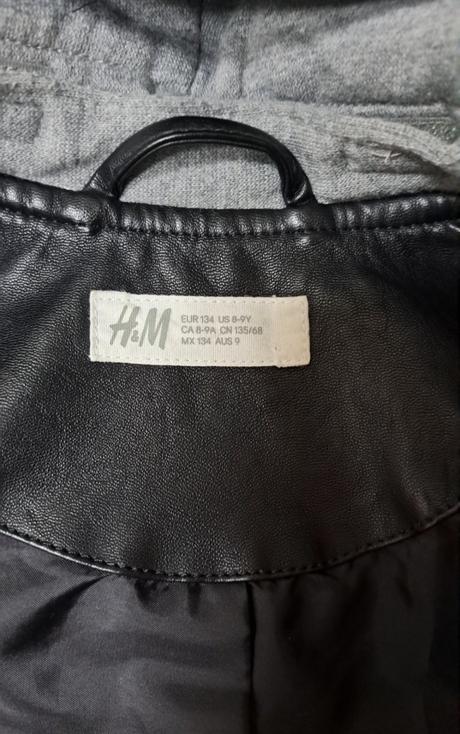 H&M
EUR 134 US 8-9Y
CA 8-9A CN 135/68
MX 134 AUS 9